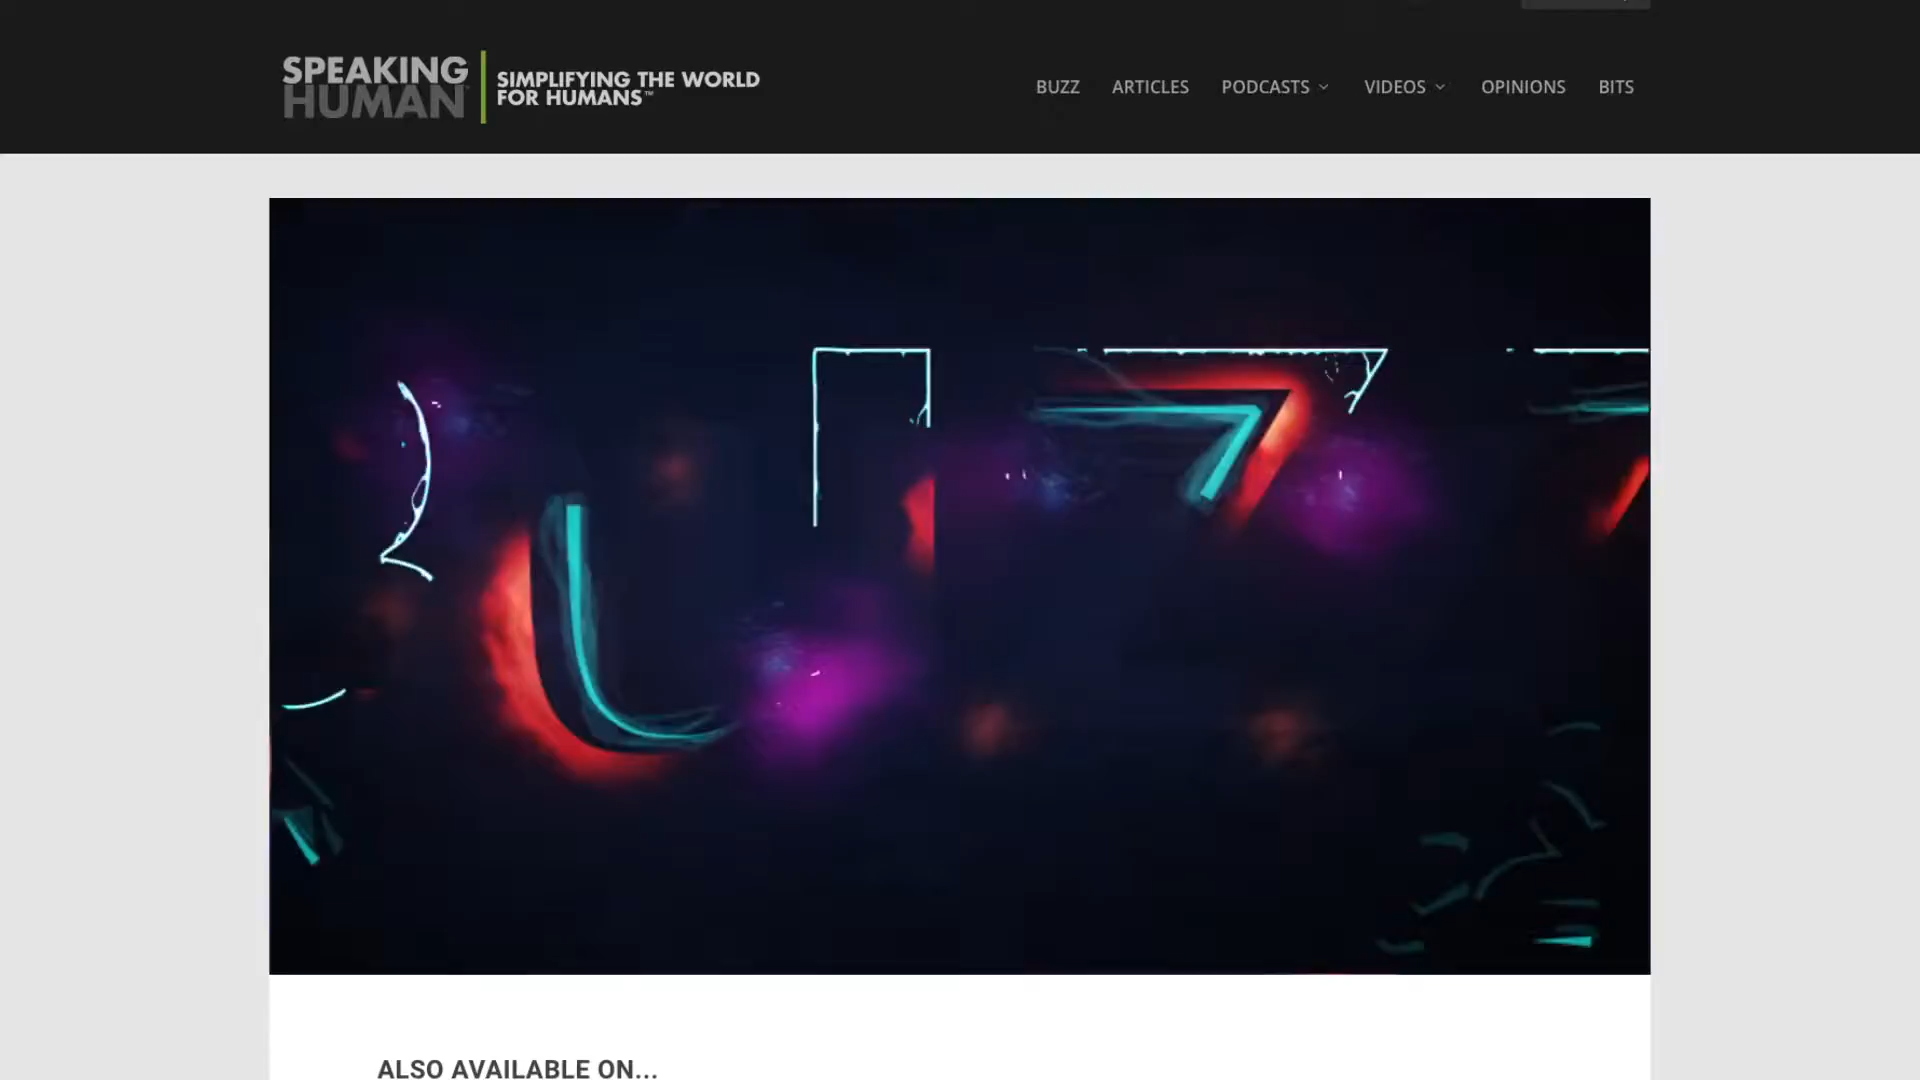 SPEAKING
HUMAN
SIMPLIFYING THE WORLD
FOR HUMANS™
BUZZ
ARTICLES
PODCASTS
VIDEOS
OPINIONS
BITS
ALSO AVAILABLE ON...